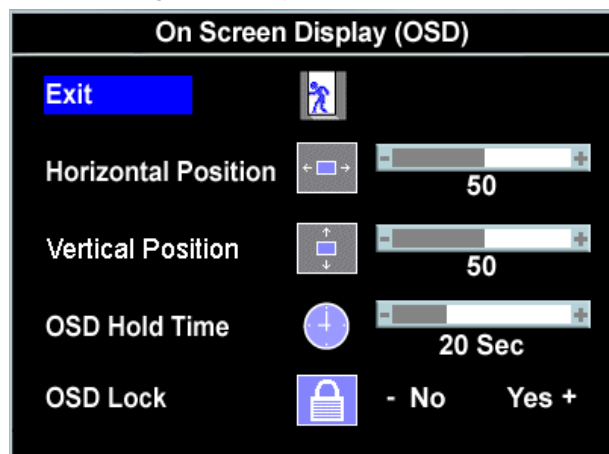 On Screen Display (OSD)
Exit
Horizontal Position - +
50
Vertical Position - +
50
OSD Hold Time - +
20 Sec
OSD Lock - No Yes +